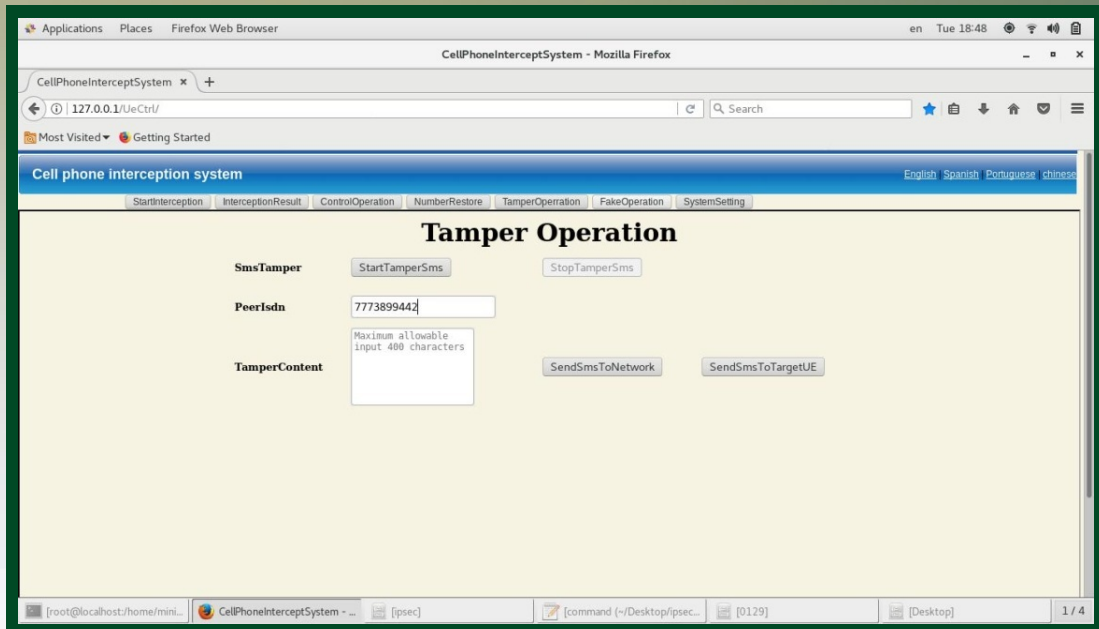 Applications Places Firefox Web Browser en Tue 18:48
CellPhoneInterceptSystem - Mozilla Firefox
CellPhoneInterceptSystem × +
127.0.0.1/UeCtrl/ Search
Most Visited Getting Started
Cell phone interception system English | Spanish | Portuguese | chinese
StartInterception InterceptionResult ControlOperation NumberRestore TamperOperration FakeOperation SystemSetting
Tamper Operation
SmsTamper StartTamperSms StopTamperSms
PeerIsdn 7773899442
Maximum allowable
input 400 characters
TamperContent SendSmsToNetwork SendSmsToTargetUE
[root@localhost:/home/mini... CellPhoneInterceptSystem - ... [ipsec] [command (~/Desktop/ipsec... [0129] [Desktop] 1 / 4